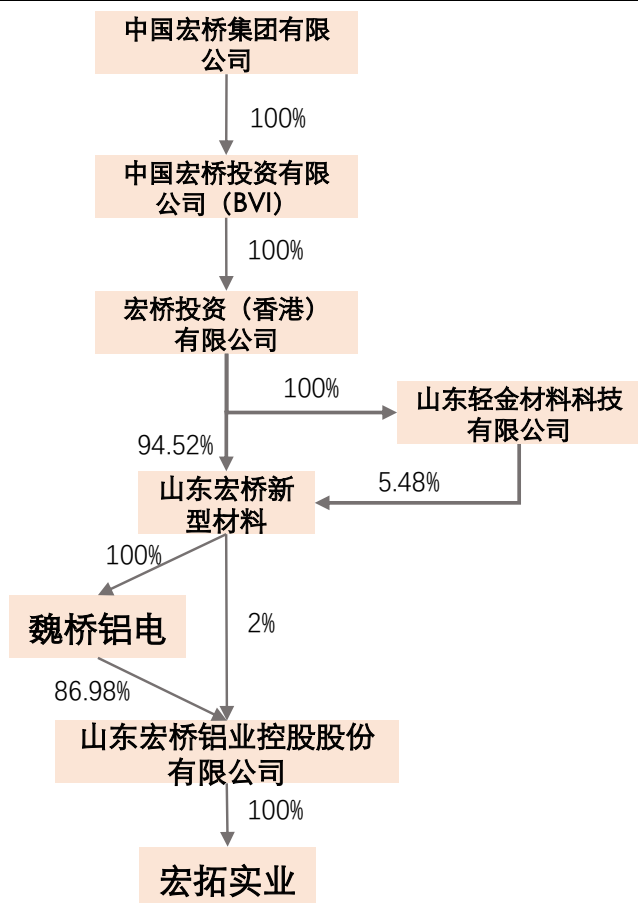 中国宏桥集团有限
公司
100%
中国宏桥投资有限
公司（BVI）
100%
宏桥投资（香港）
有限公司
100%
山东轻金材料科技
有限公司
94.52%
5.48%
山东宏桥新
型材料
100%
魏桥铝电
2%
86.98%
山东宏桥铝业控股股份
有限公司
100%
宏拓实业